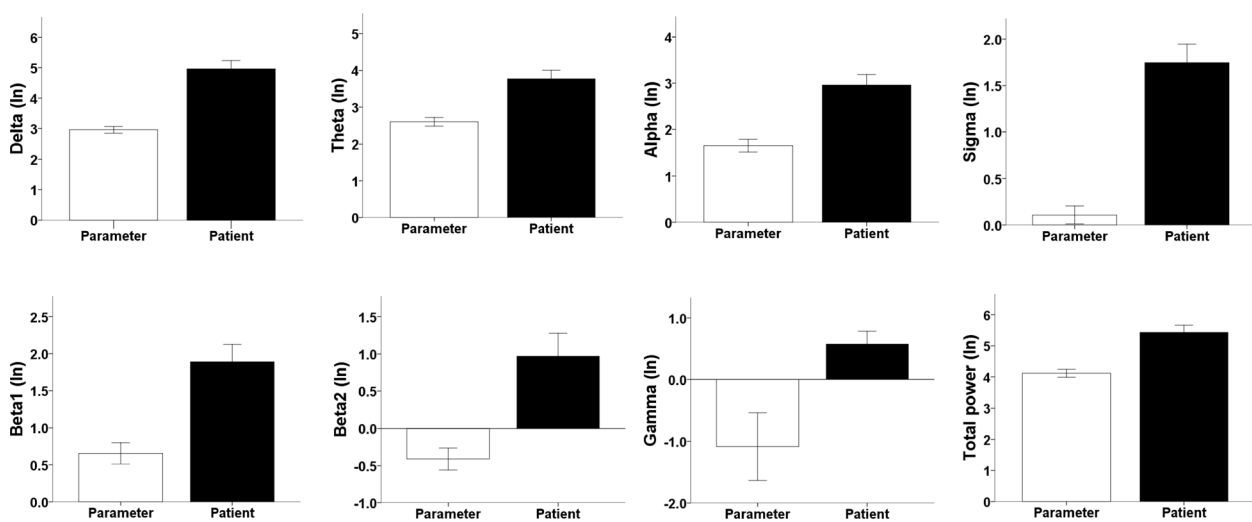 Delta (ln)
6
5
4
3
2
1
0
Parameter Patient
Theta (ln)
5
4
3
2
1
0
Parameter Patient
Alpha (ln)
4
3
2
1
0
Parameter Patient
Sigma (ln)
2.0
1.5
1.0
0.5
0.0
Parameter Patient
Beta1 (ln)
2.5
2.0
1.5
1.0
0.5
0.0
Parameter Patient
Beta2 (ln)
1.5
1.0
0.5
0.0
-0.5
-1.0
Parameter Patient
Gamma (ln)
1.0
0.0
-1.0
-2.0
Parameter Patient
Total power (ln)
6
5
4
3
2
1
0
Parameter Patient